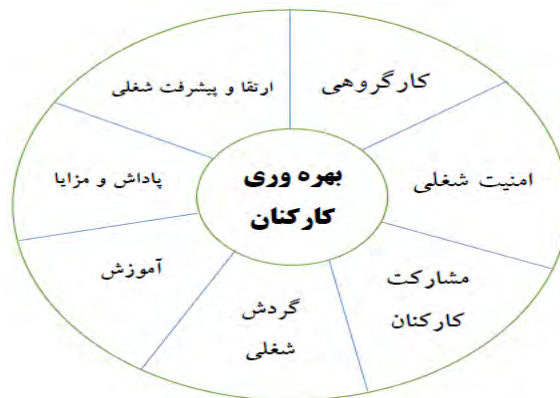 کارگروهی
ارتقا و پیشرفت شغلی
امنیت شغلی
پاداش و مزایا
بهره وری
کارکنان
آموزش
مشارکت
کارکنان
گردش
شغلی